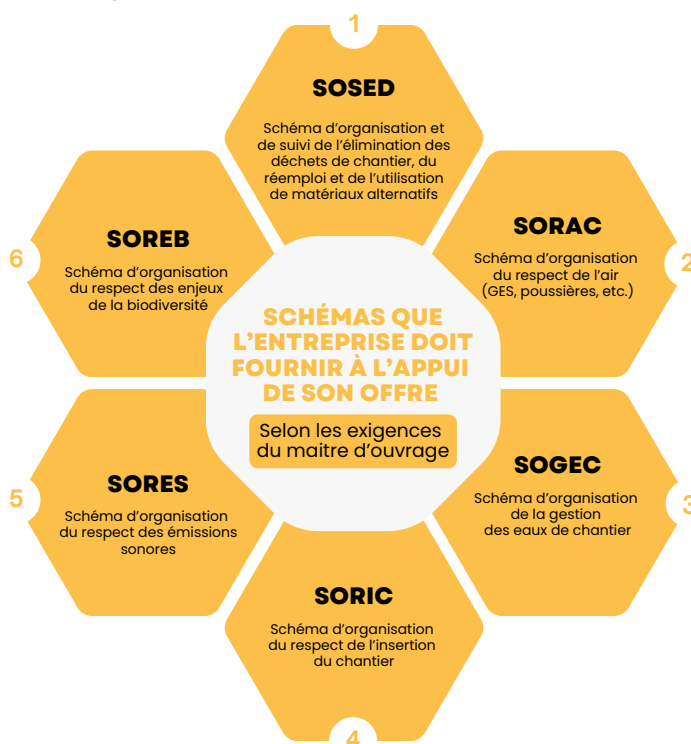 1
SOSED
Schéma d'organisation et
de suivi de l'élimination des
déchets de chantier, du
réemploi et de l'utilisation
de matériaux alternatifs
2
SORAC
Schéma d'organisation
du respect de l'air
(GES, poussières, etc.)
3
SOGEC
Schéma d'organisation
de la gestion
des eaux de chantier
4
SORIC
Schéma d'organisation
du respect de l'insertion
du chantier
5
SORES
Schéma d'organisation
du respect des émissions
sonores
6
SOREB
Schéma d'organisation
du respect des enjeux
de la biodiversité
SCHÉMAS QUE
L'ENTREPRISE DOIT
FOURNIR À L'APPUI
DE SON OFFRE
Selon les exigences
du maitre d'ouvrage